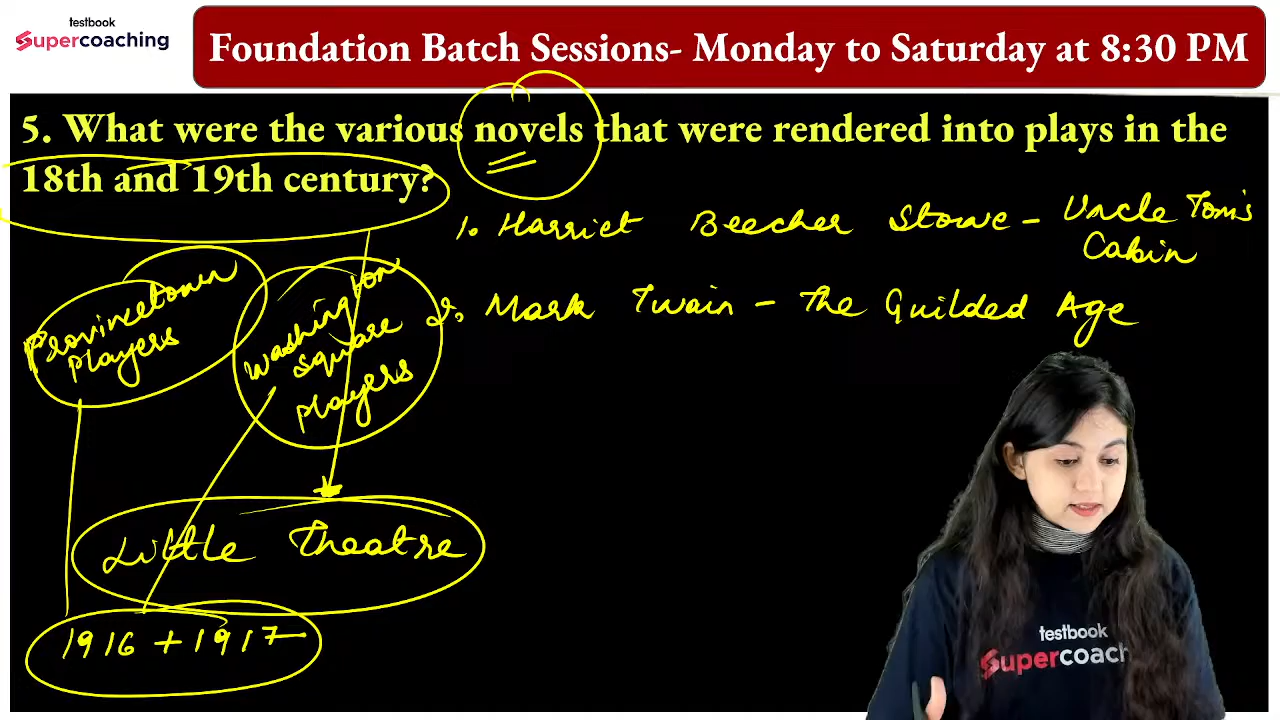 testbook
Supercoaching
Foundation Batch Sessions- Monday to Saturday at 8:30 PM
5. What were the various novels that were rendered into plays in the
18th and 19th century?
1. Harriet Beecher Stowe - Uncle Tom's
Cabin
2. Mark Twain - The Guilded Age
Provincetown
Players
Washington
Square
Players
Little Theatre
1916 + 1917
testbook
Supercoach